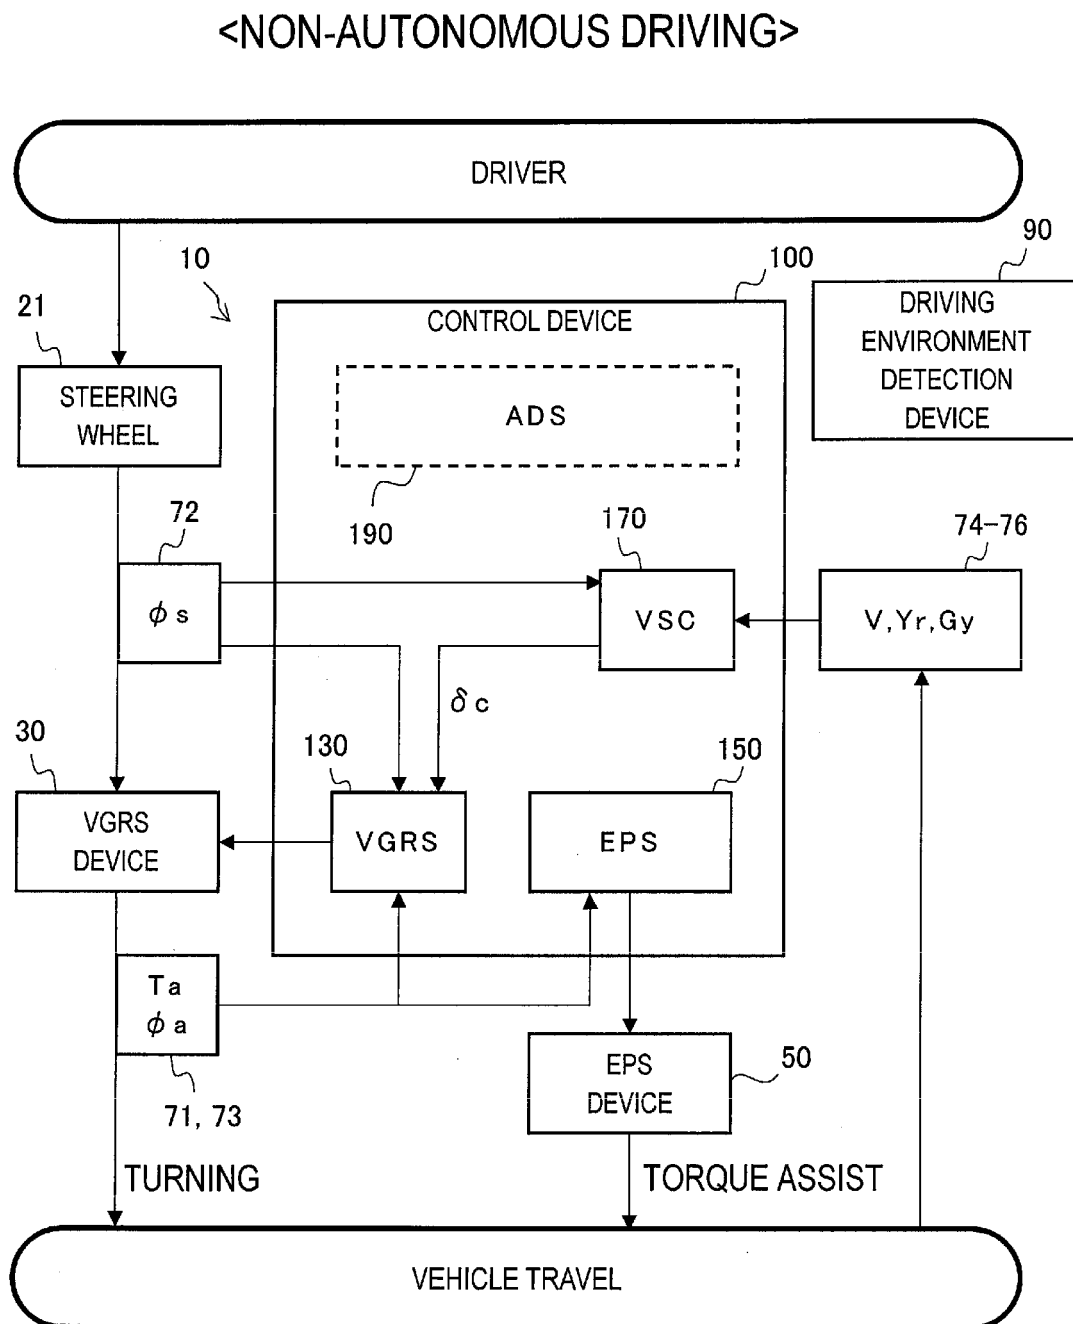 <NON-AUTONOMOUS DRIVING>
DRIVER
10
100
90
21
CONTROL DEVICE
DRIVING
ENVIRONMENT
DETECTION
DEVICE
STEERING
WHEEL
ADS
190
72
170
74-76
φs
VSC
V,Yr,Gy
δc
30
130
150
VGRS
DEVICE
VGRS
EPS
Ta
φa
71, 73
EPS
DEVICE
50
TURNING
TORQUE ASSIST
VEHICLE TRAVEL